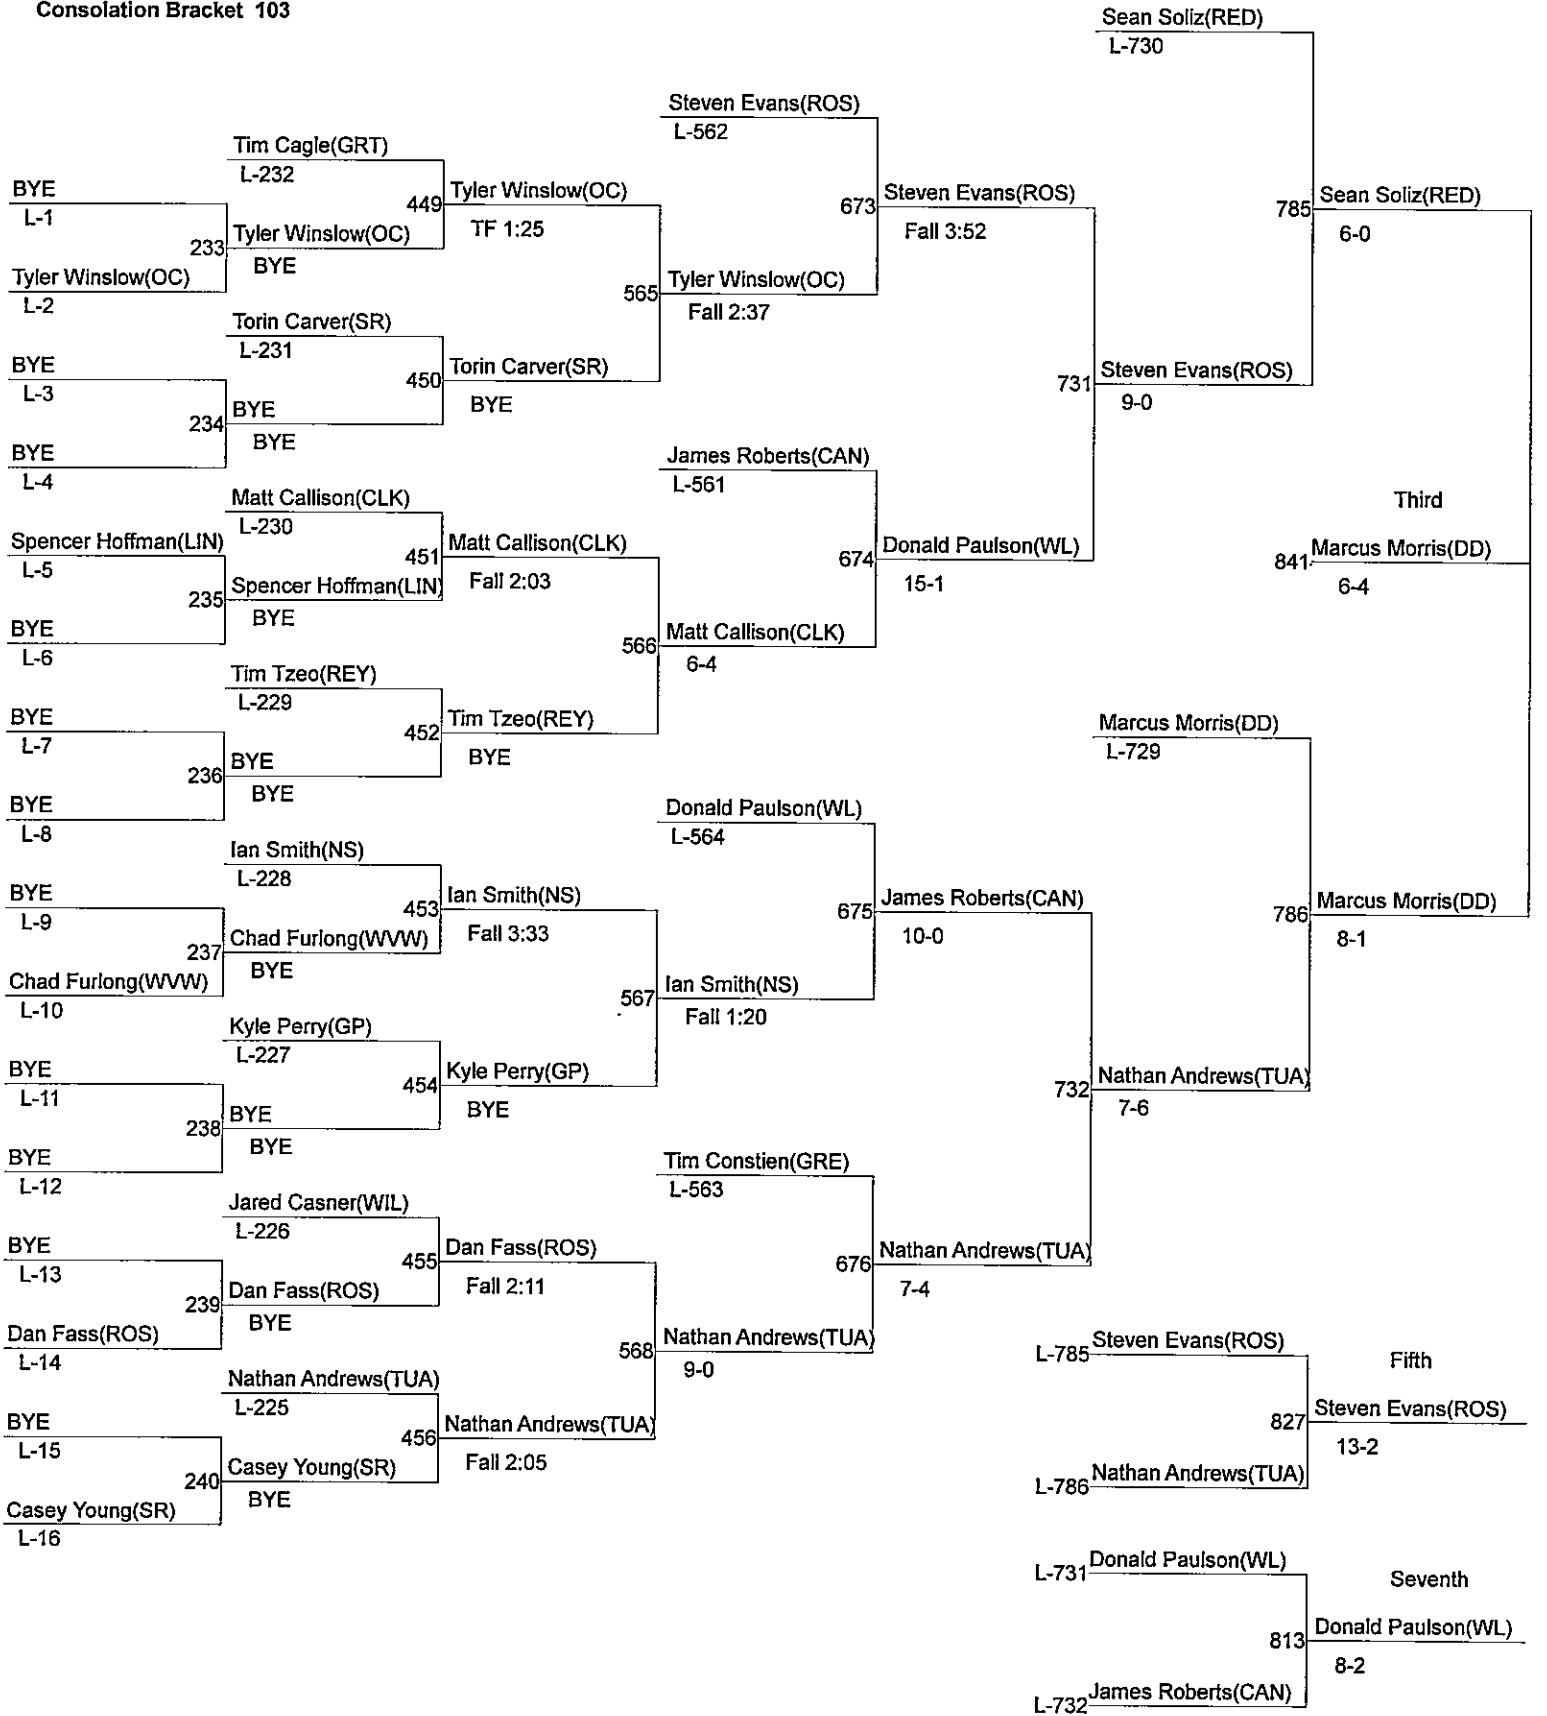 Consolation Bracket 103
BYE
L-1
233
Tyler Winslow(OC)
L-2
BYE
L-3
234
BYE
L-4
Spencer Hoffman(LIN)
L-5
235
BYE
L-6
BYE
L-7
236
BYE
L-8
BYE
L-9
237
Chad Furlong(WVW)
L-10
BYE
L-11
238
BYE
L-12
BYE
L-13
239
Dan Fass(ROS)
L-14
BYE
L-15
240
Casey Young(SR)
L-16
Tim Cagle(GRT)
L-232
449
Tyler Winslow(OC)
BYE
Torin Carver(SR)
L-231
450
BYE
BYE
Matt Callison(CLK)
L-230
451
Spencer Hoffman(LIN)
BYE
Tim Tzeo(REY)
L-229
452
BYE
BYE
Ian Smith(NS)
L-228
453
Chad Furlong(WVW)
BYE
Kyle Perry(GP)
L-227
454
BYE
BYE
Jared Casner(WIL)
L-226
455
Dan Fass(ROS)
BYE
Nathan Andrews(TUA)
L-225
456
Casey Young(SR)
BYE
Tyler Winslow(OC)
TF 1:25
565
Torin Carver(SR)
BYE
Matt Callison(CLK)
Fall 2:03
566
Tim Tzeo(REY)
BYE
Ian Smith(NS)
Fall 3:33
567
Kyle Perry(GP)
BYE
Dan Fass(ROS)
Fall 2:11
568
Nathan Andrews(TUA)
Fall 2:05
Steven Evans(ROS)
L-562
673
Tyler Winslow(OC)
Fall 2:37
James Roberts(CAN)
L-561
674
Matt Callison(CLK)
6-4
Donald Paulson(WL)
L-564
675
Ian Smith(NS)
Fall 1:20
Tim Constien(GRE)
L-563
676
Nathan Andrews(TUA)
9-0
Steven Evans(ROS)
Fall 3:52
731
Donald Paulson(WL)
15-1
James Roberts(CAN)
10-0
732
Nathan Andrews(TUA)
7-4
Sean Soliz(RED)
L-730
785
Steven Evans(ROS)
9-0
Marcus Morris(DD)
L-729
786
Nathan Andrews(TUA)
7-6
Sean Soliz(RED)
6-0
Third
841
Marcus Morris(DD)
6-4
Marcus Morris(DD)
8-1
L-785
Steven Evans(ROS)
Fifth
827
Steven Evans(ROS)
13-2
L-786
Nathan Andrews(TUA)
L-731
Donald Paulson(WL)
Seventh
813
Donald Paulson(WL)
8-2
L-732
James Roberts(CAN)